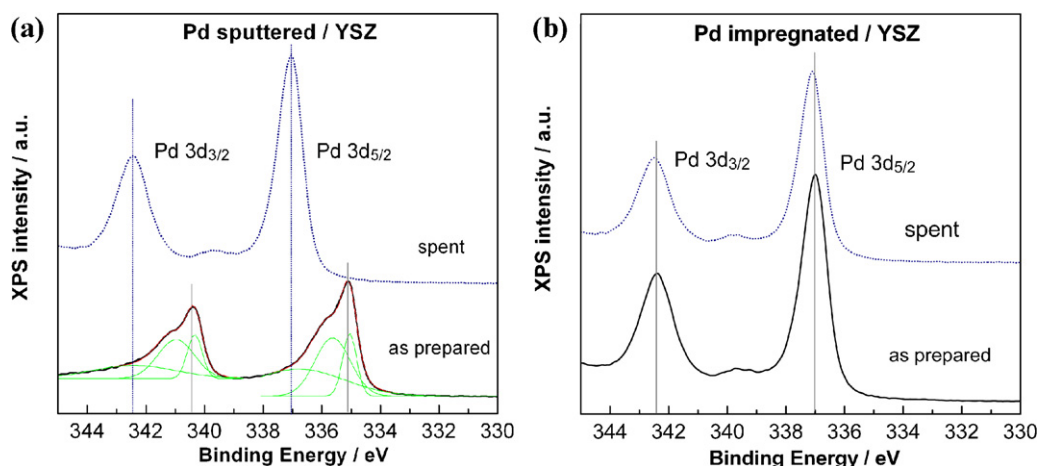 (a)
Pd sputtered / YSZ
Pd 3d3/2
Pd 3d5/2
spent
as prepared
XPS intensity / a.u.
344 342 340 338 336 334 332 330
Binding Energy / eV
(b)
Pd impregnated / YSZ
Pd 3d3/2
Pd 3d5/2
spent
as prepared
XPS intensity / a.u.
344 342 340 338 336 334 332 330
Binding Energy / eV